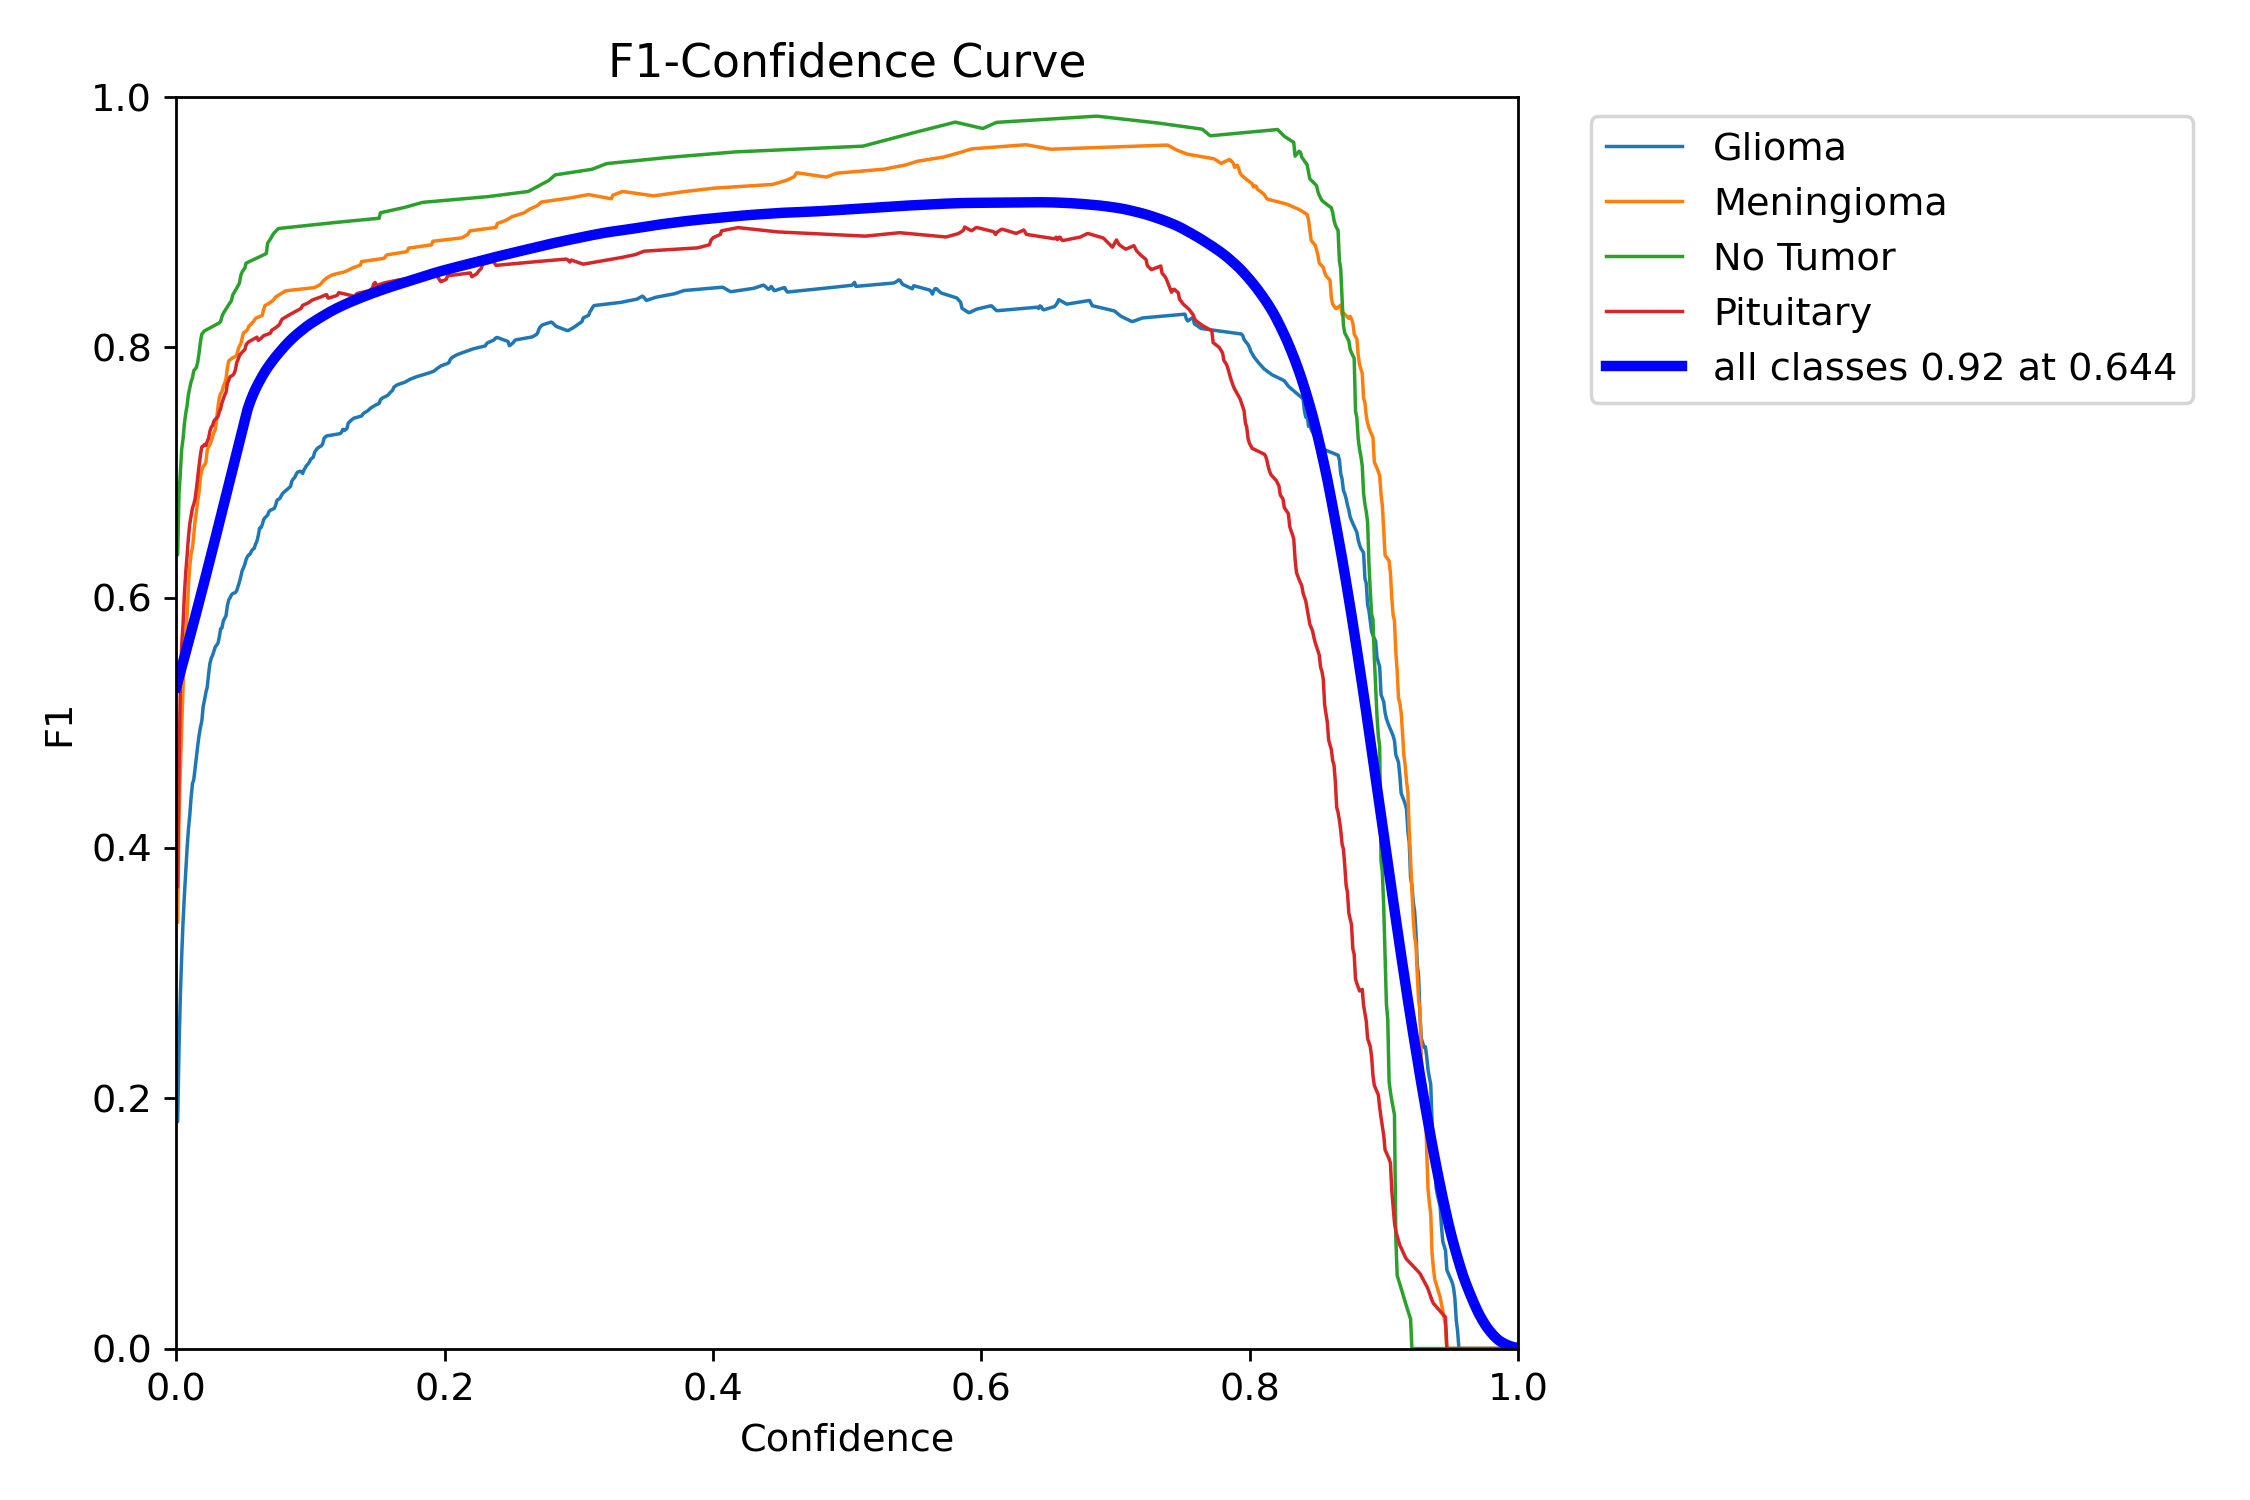 F1-Confidence Curve
1.0
0.8
0.6
0.4
0.2
0.0
F1
0.0 0.2 0.4 0.6 0.8 1.0
Confidence
Glioma
Meningioma
No Tumor
Pituitary
all classes 0.92 at 0.644